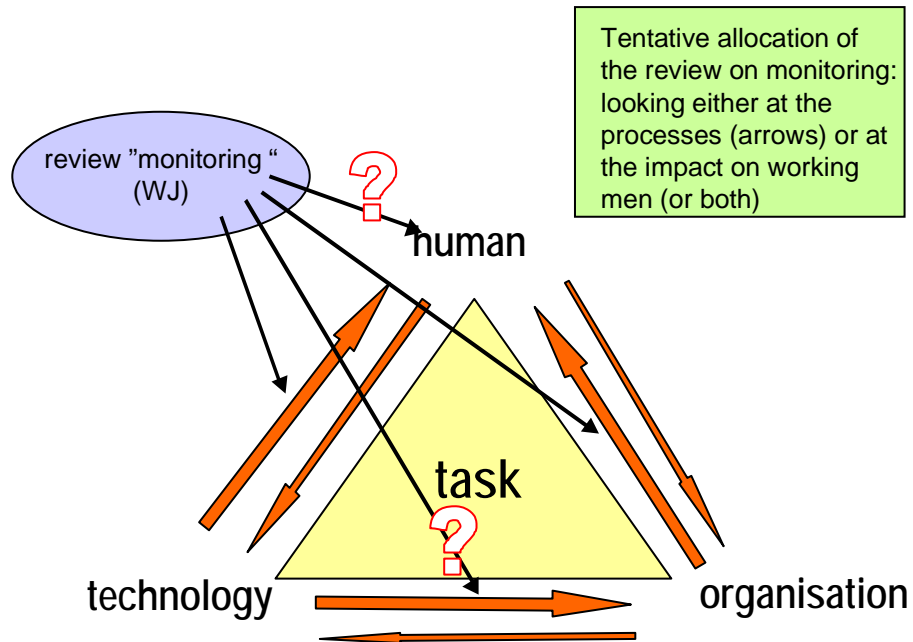 Tentative allocation of
the review on monitoring:
looking either at the
processes (arrows) or at
the impact on working
men (or both)
review ”monitoring “
(WJ)
?
human
task
?
technology
organisation